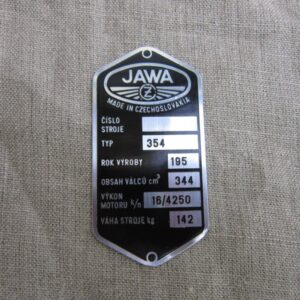 JAWA
CZ
MADE IN CZECHOSLOVAKIA
ČÍSLO
STROJE
TYP 354
ROK VÝROBY 195
OBSAH VÁLCŮ cm³ 344
VÝKON
MOTORU k/n 16/4250
VÁHA STROJE kg 142